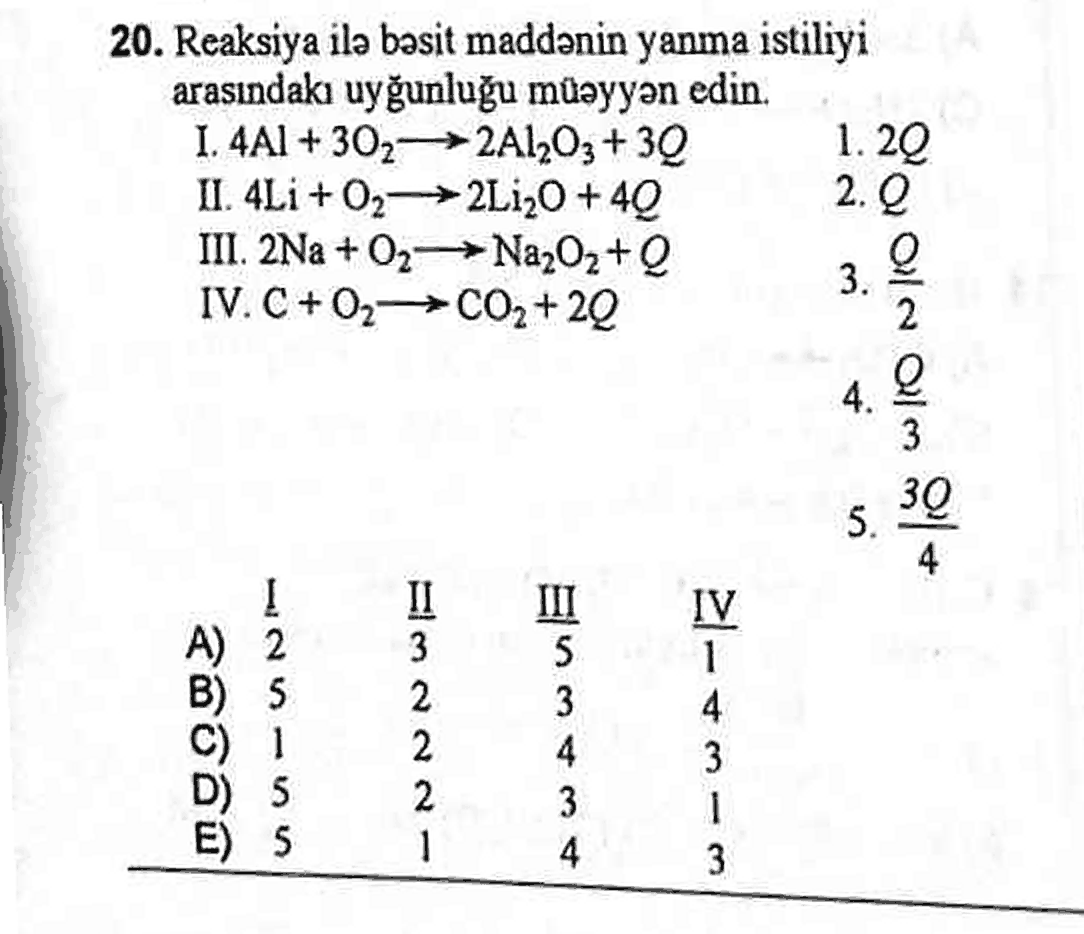 20. Reaksiya ilə bəsit maddənin yanma istiliyi
arasındakı uyğunluğu müəyyən edin.
I. 4Al + 3O₂ → 2Al₂O₃ + 3Q 1. 2Q
II. 4Li + O₂ → 2Li₂O + 4Q 2. Q
III. 2Na + O₂ → Na₂O₂ + Q 3. Q/2
IV. C + O₂ → CO₂ + 2Q
4. Q/3
5. 3Q/4
I II III IV
A) 2 3 5 1
B) 5 2 3 4
C) 1 2 4 3
D) 5 2 3 1
E) 5 1 4 3